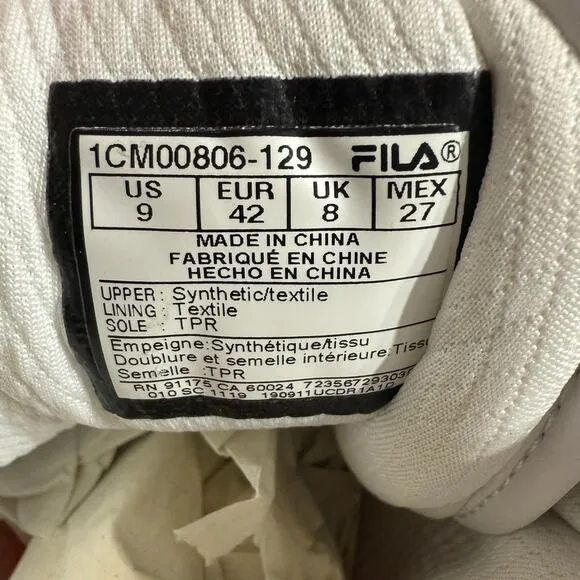 1CM00806-129 FILA®
US EUR UK MEX
9 42 8 27
MADE IN CHINA
FABRIQUÉ EN CHINE
HECHO EN CHINA
UPPER : Synthetic/textile
LINING : Textile
SOLE : TPR
Empeigne:Synthétique/tissu
Doublure et semelle intérieure:Tissu
Semelle :TPR
RN 91175 CA 60024
010 SC 1119 190911UCDR1A1P